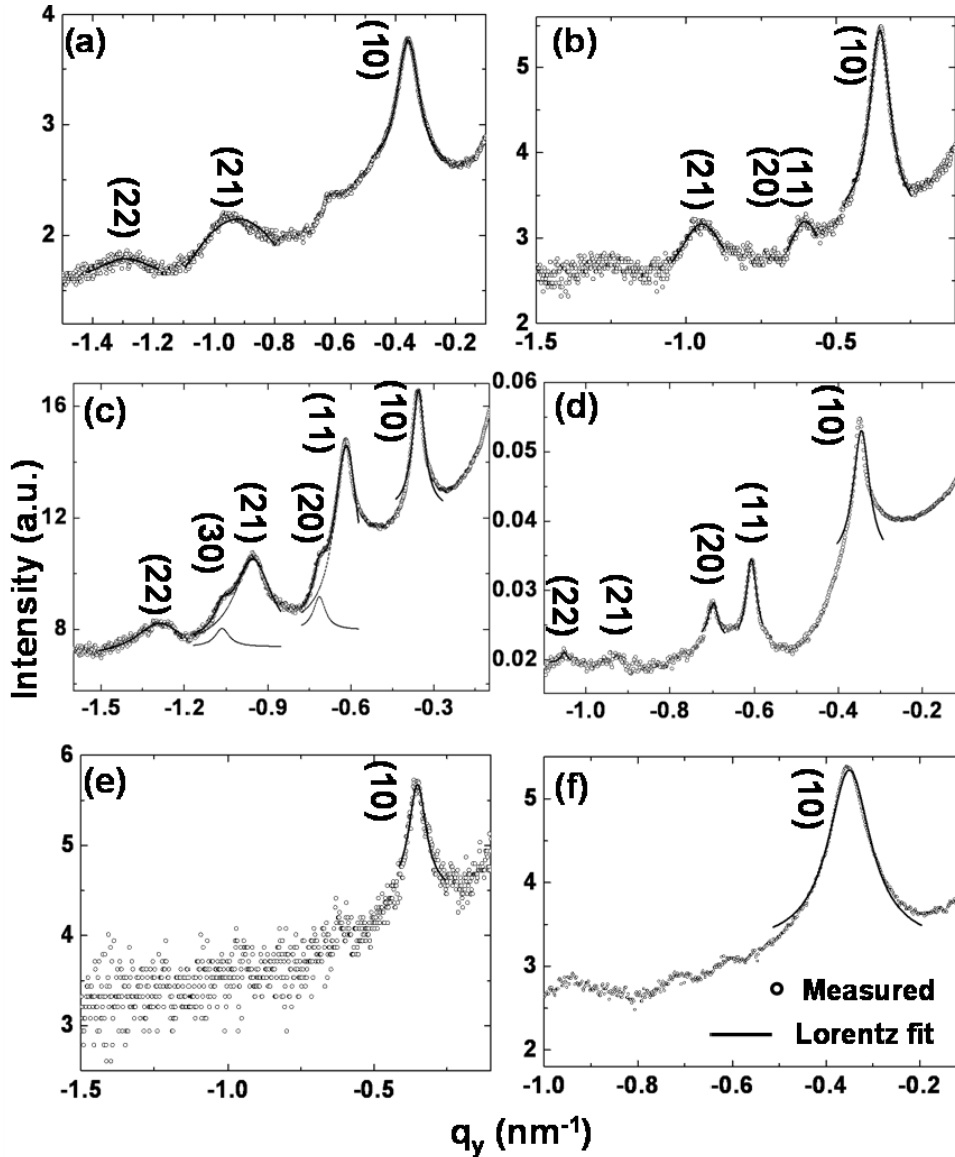 Intensity (a.u.)
(a)
4
3
2
(22)
(21)
(10)
-1.4 -1.2 -1.0 -0.8 -0.6 -0.4 -0.2
(b)
5
4
3
2
(21)
(20)
(11)
(10)
-1.5 -1.0 -0.5
(c)
16
12
8
(22)
(30)
(21)
(20)
(11)
(10)
-1.5 -1.2 -0.9 -0.6 -0.3
(d)
0.06
0.05
0.04
0.03
0.02
(22)
(21)
(20)
(11)
(10)
-1.0 -0.8 -0.6 -0.4 -0.2
(e)
6
5
4
3
(10)
-1.5 -1.0 -0.5
(f)
5
4
3
2
(10)
Measured
Lorentz fit
-1.0 -0.8 -0.6 -0.4 -0.2
qy (nm-1)